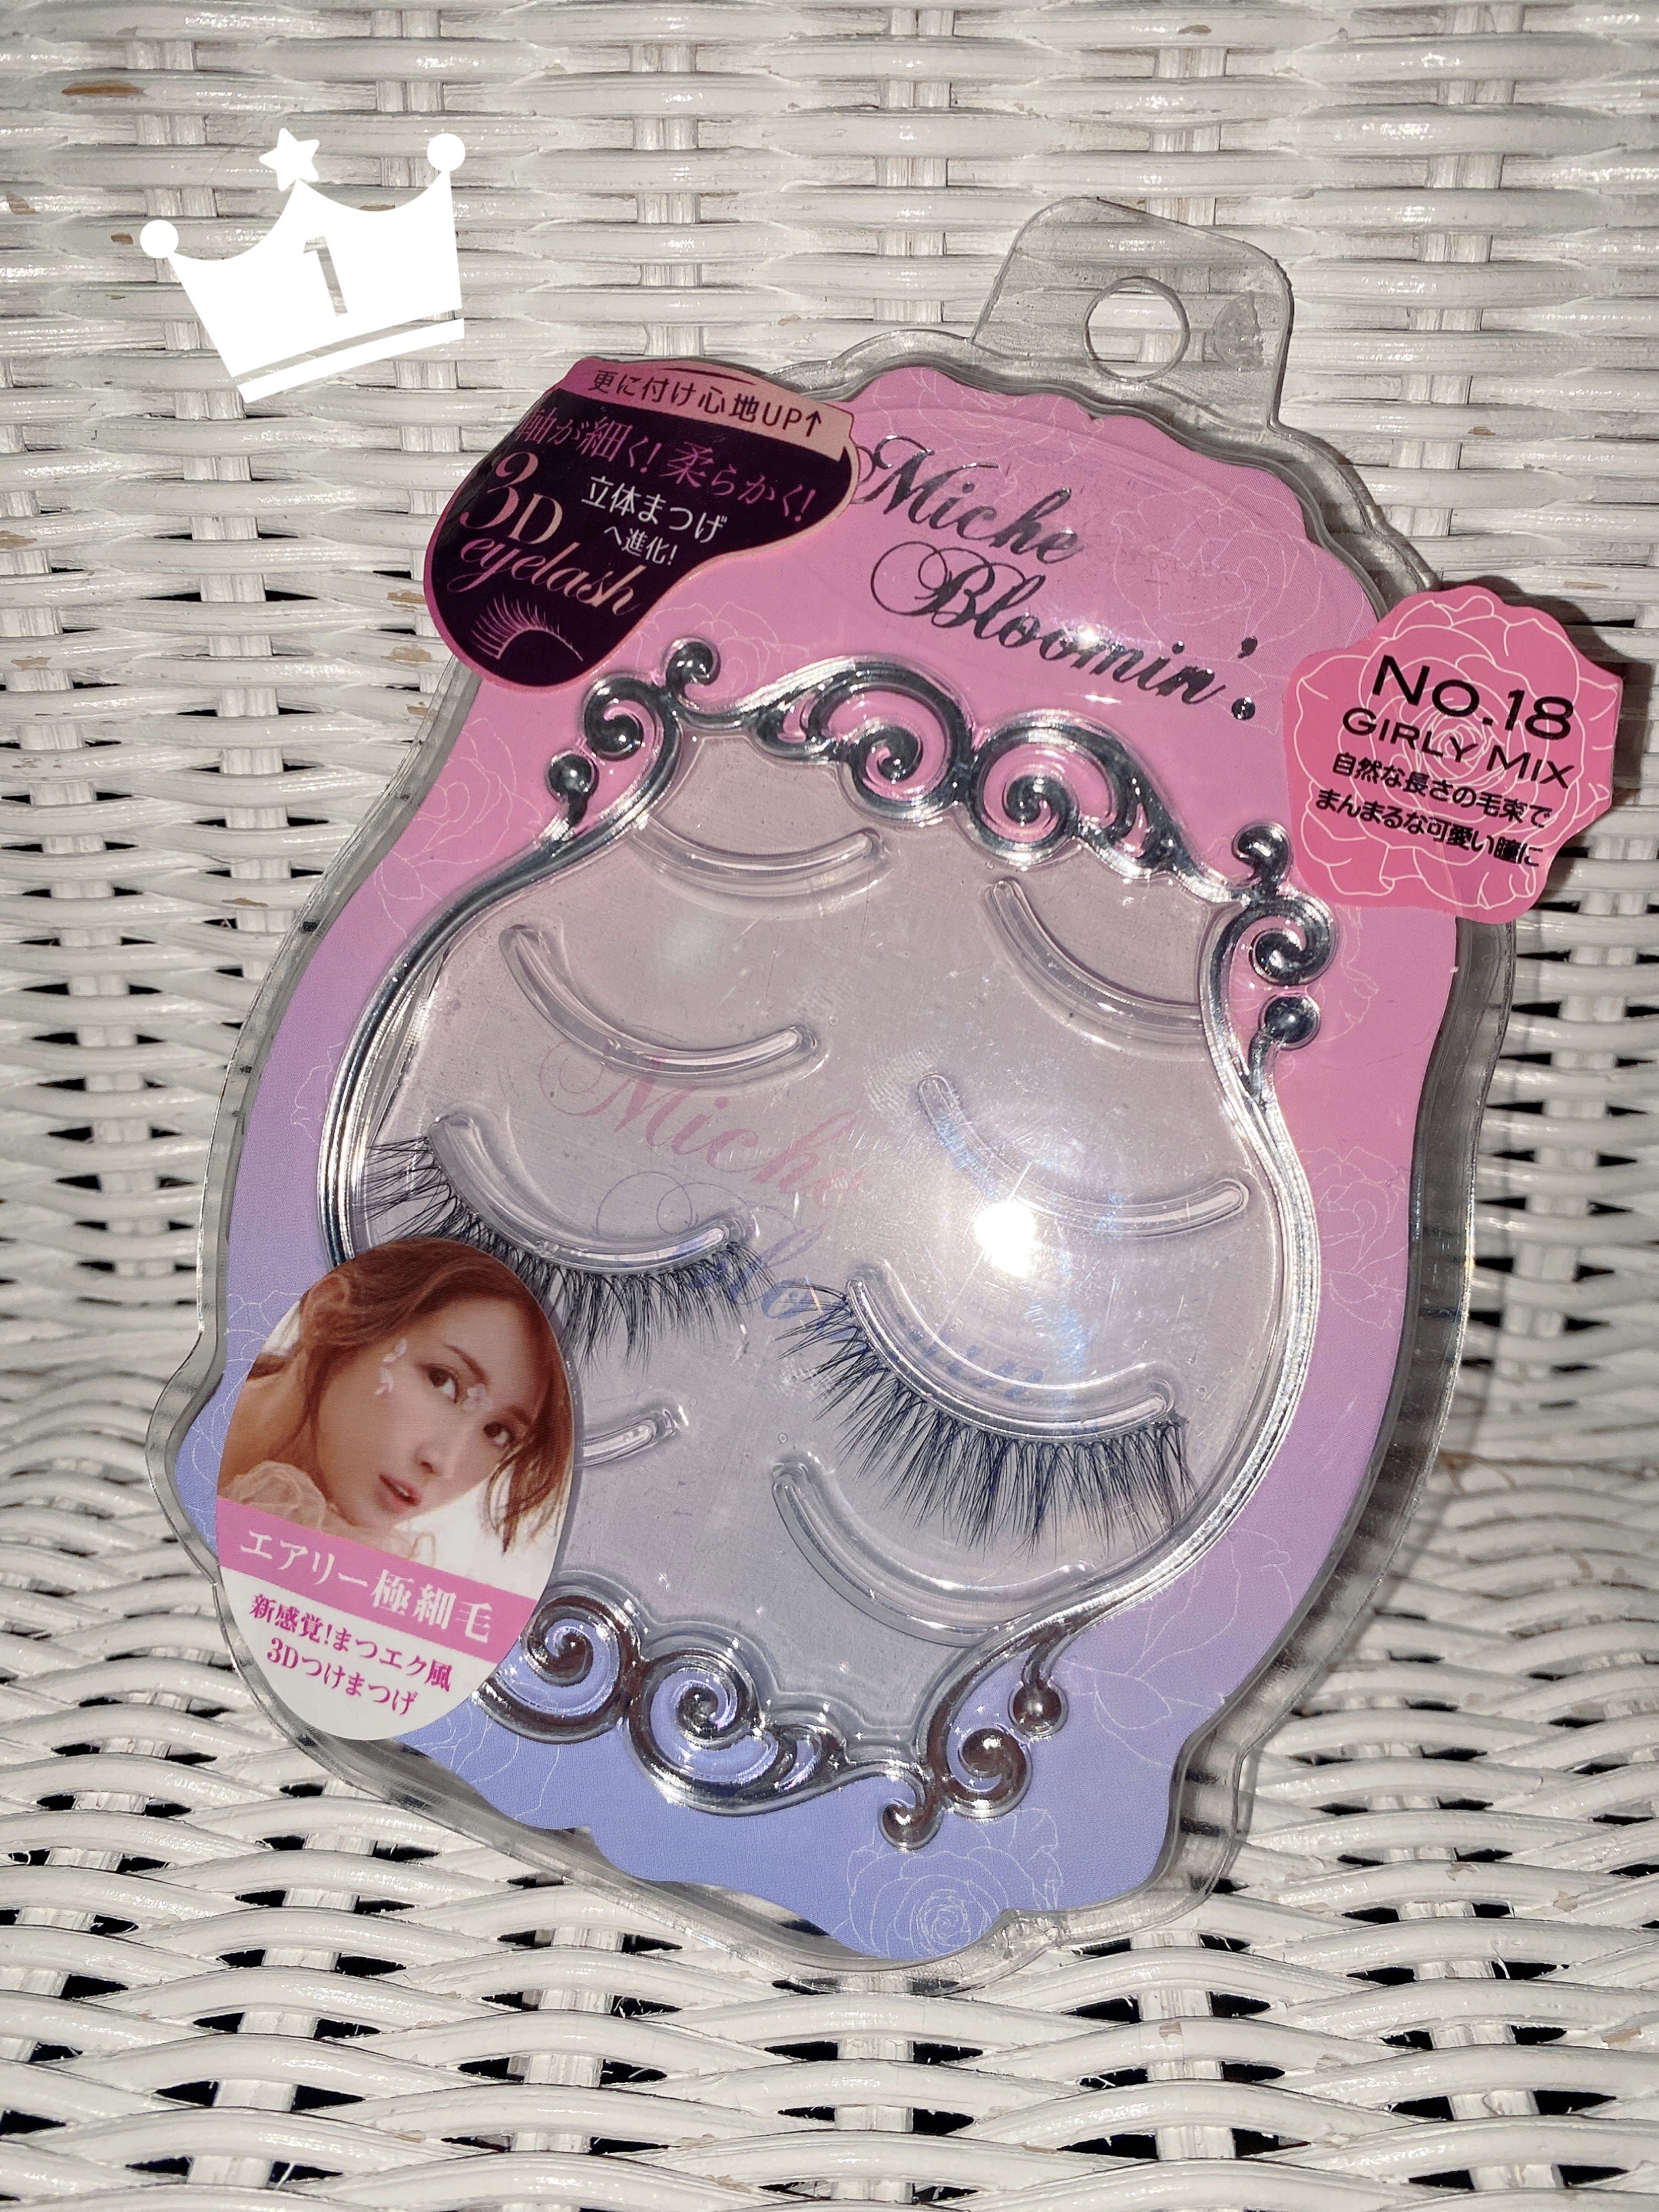 1
更に付け心地UP↑
軸が細く!柔らかく!
3D
立体まつげ
へ進化!
eyelash
Miche
Bloomin'.
NO.18
GIRLY MIX
自然な長さの毛束で
まんまるな可愛い瞳に
Miche
Bloomin
エアリー極細毛
新感覚!まつエク風
3Dつけまつげ